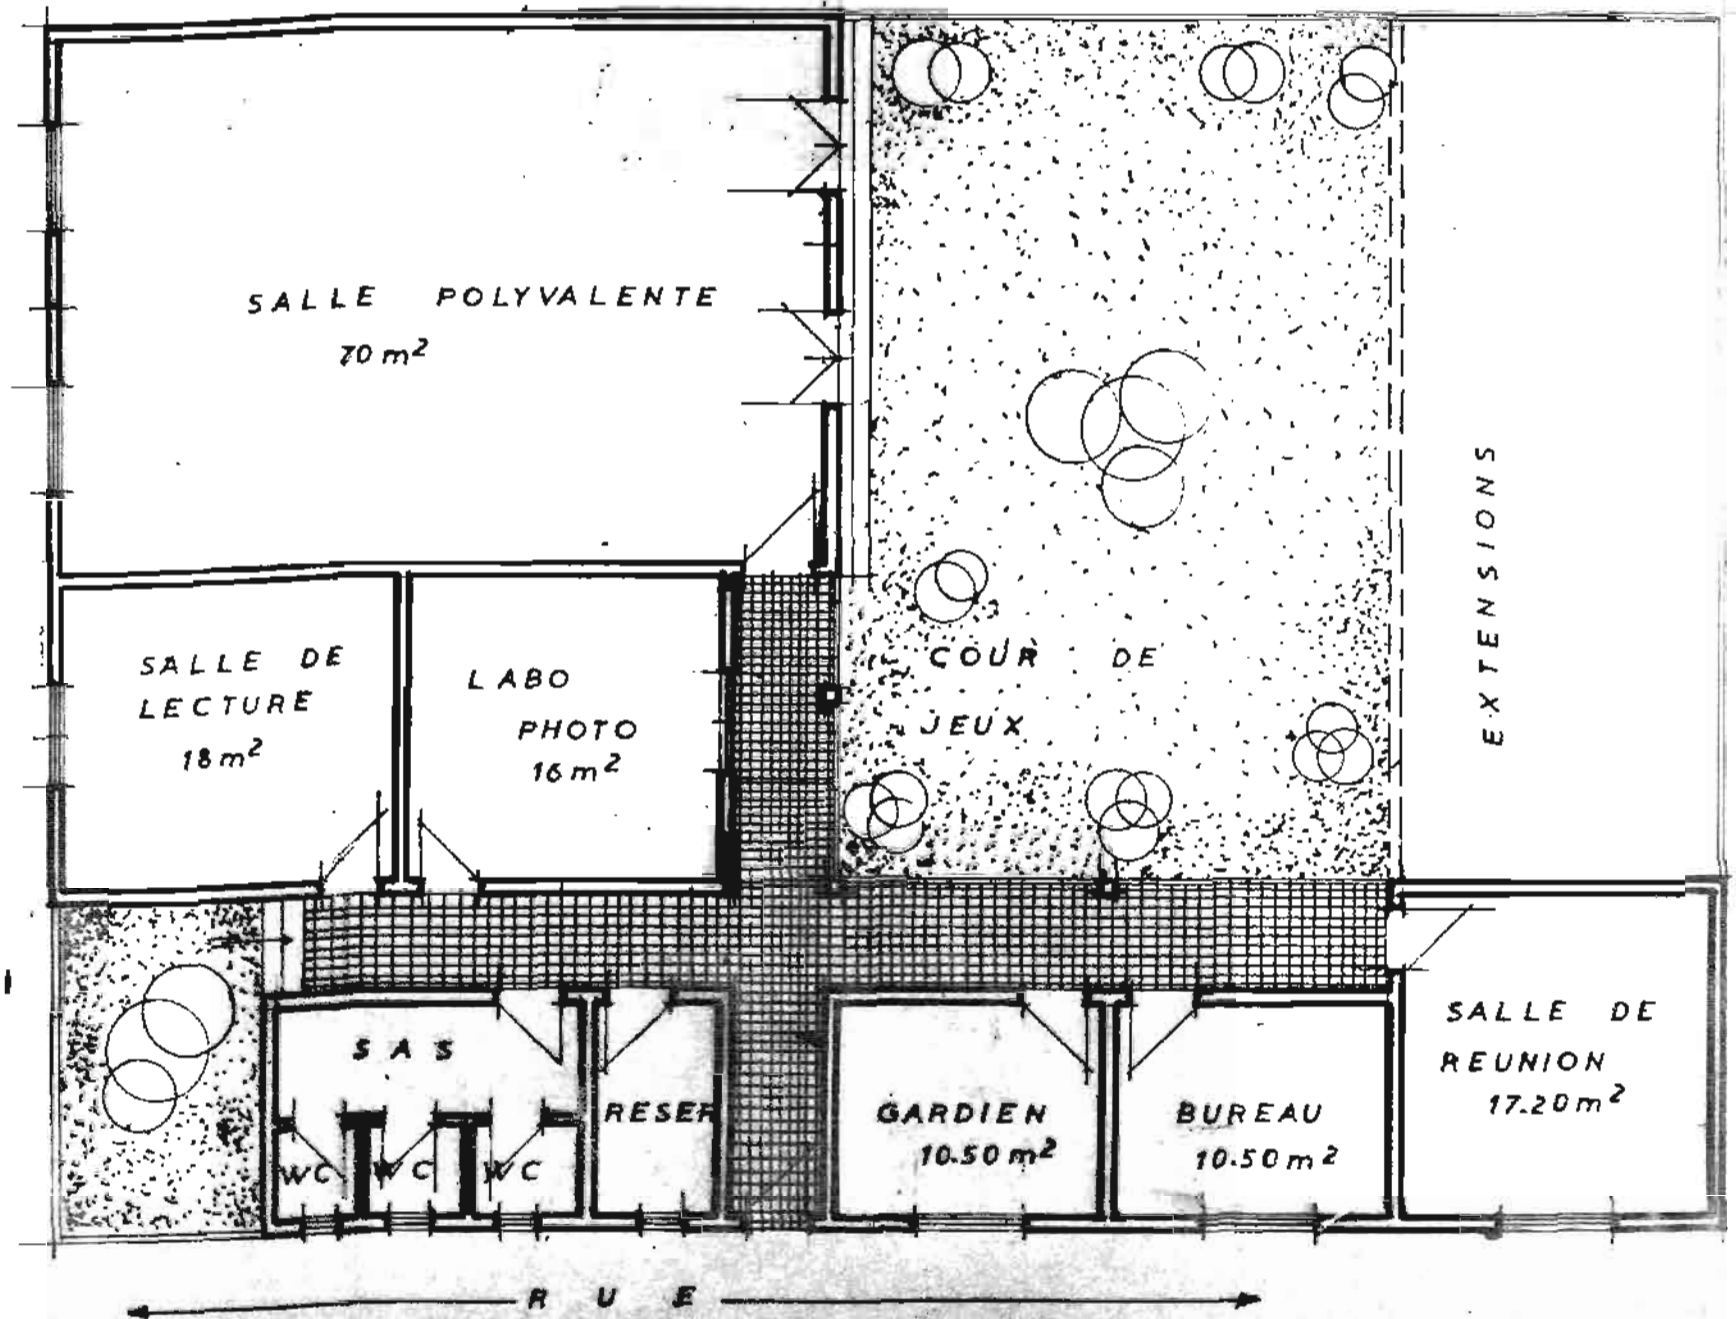 SALLE POLYVALENTE
70 m²
SALLE DE
LECTURE
18 m²
LABO
PHOTO
16 m²
COUR DE
JEUX
EXTENSIONS
SAS
WC WC WC
RESER
GARDIEN
10.50 m²
BUREAU
10.50 m²
SALLE DE
REUNION
17.20 m²
RUE